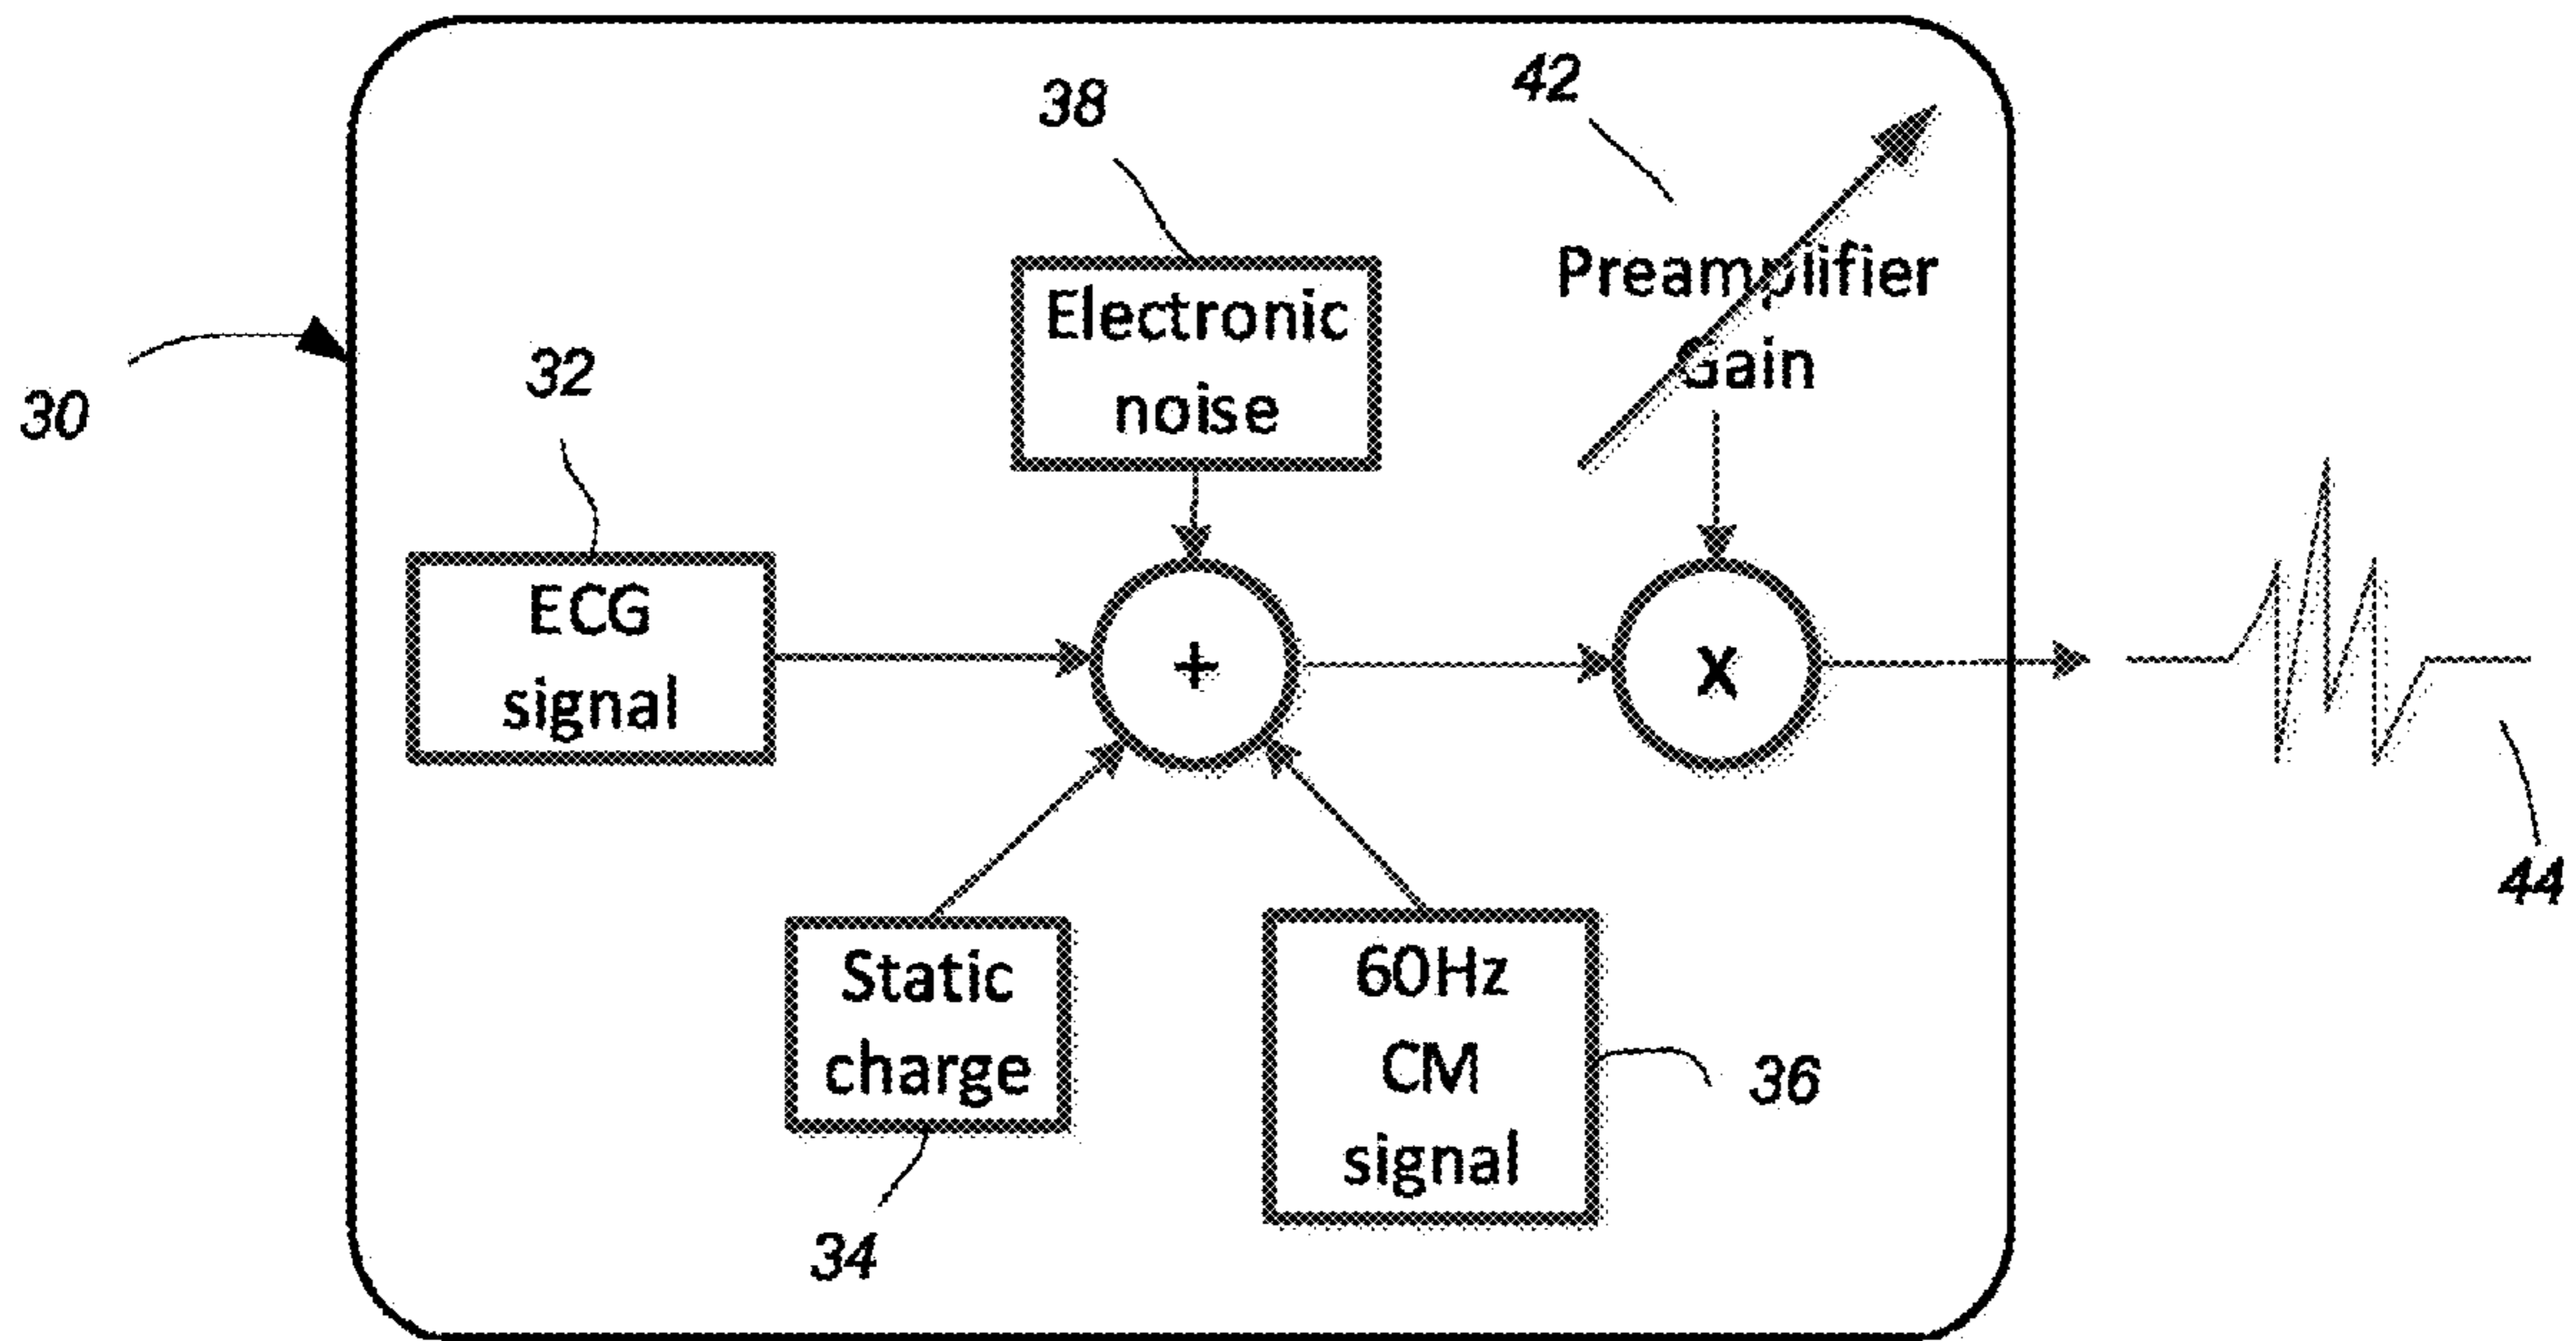 42
38
Preamplifier
Gain
Electronic
noise
30
32
ECG
signal
+
X
44
Static
charge
34
60Hz
CM
signal
36